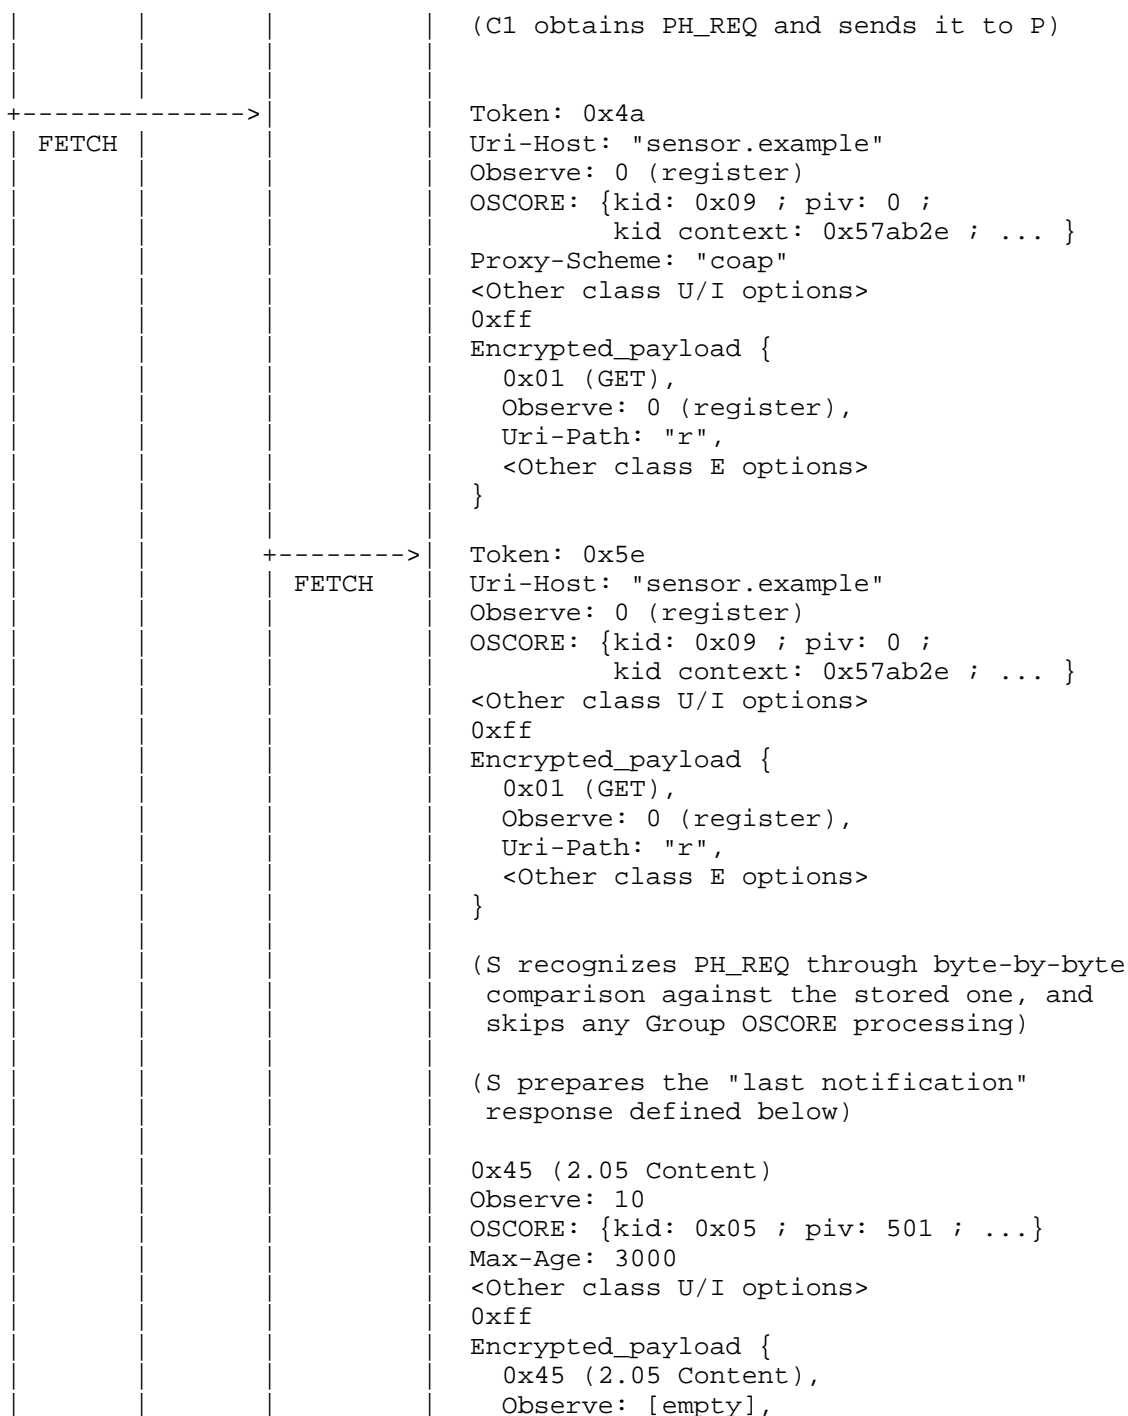 (C1 obtains PH_REQ and sends it to P)
+-------------->| Token: 0x4a
FETCH Uri-Host: "sensor.example"
Observe: 0 (register)
OSCORE: {kid: 0x09 ; piv: 0 ;
kid context: 0x57ab2e ; ... }
Proxy-Scheme: "coap"
<Other class U/I options>
0xff
Encrypted_payload {
0x01 (GET),
Observe: 0 (register),
Uri-Path: "r",
<Other class E options>
}
+-------->| Token: 0x5e
FETCH Uri-Host: "sensor.example"
Observe: 0 (register)
OSCORE: {kid: 0x09 ; piv: 0 ;
kid context: 0x57ab2e ; ... }
<Other class U/I options>
0xff
Encrypted_payload {
0x01 (GET),
Observe: 0 (register),
Uri-Path: "r",
<Other class E options>
}
(S recognizes PH_REQ through byte-by-byte
comparison against the stored one, and
skips any Group OSCORE processing)
(S prepares the "last notification"
response defined below)
0x45 (2.05 Content)
Observe: 10
OSCORE: {kid: 0x05 ; piv: 501 ; ...}
Max-Age: 3000
<Other class U/I options>
0xff
Encrypted_payload {
0x45 (2.05 Content),
Observe: [empty],